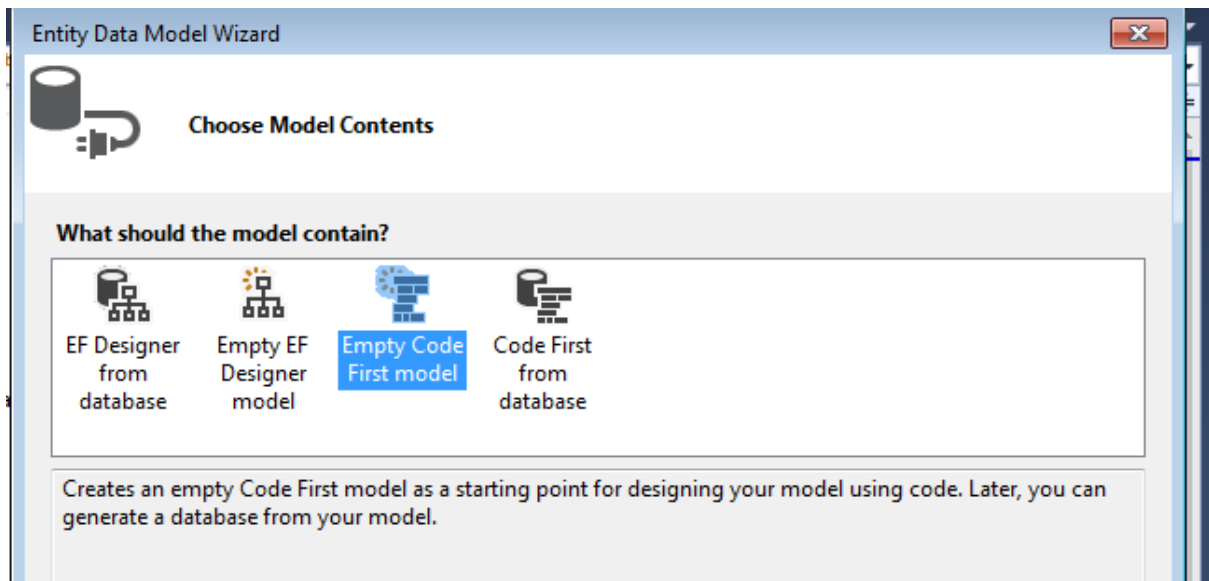 Entity Data Model Wizard
Choose Model Contents
What should the model contain?
EF Designer
from
database
Empty EF
Designer
model
Empty Code
First model
Code First
from
database
Creates an empty Code First model as a starting point for designing your model using code. Later, you can
generate a database from your model.